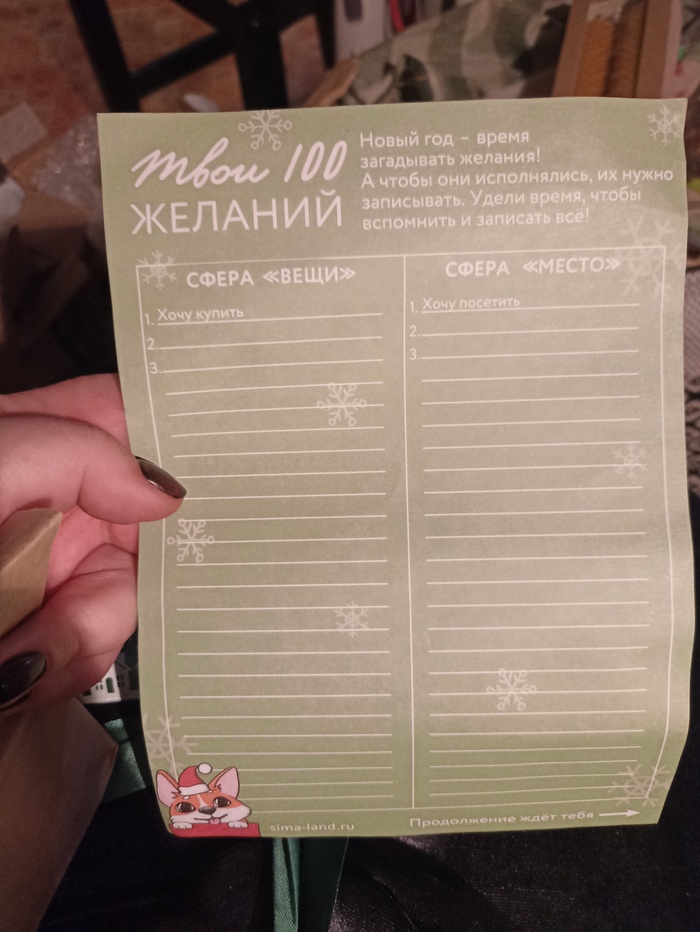 Твои 100
ЖЕЛАНИЙ
Новый год – время
загадывать желания!
А чтобы они исполнялись, их нужно
записывать. Удели время, чтобы
вспомнить и записать всё!
СФЕРА «ВЕЩИ»
1. Хочу купить
2.
3.
СФЕРА «МЕСТО»
1. Хочу посетить
2.
3.
sima-land.ru
Продолжение ждёт тебя